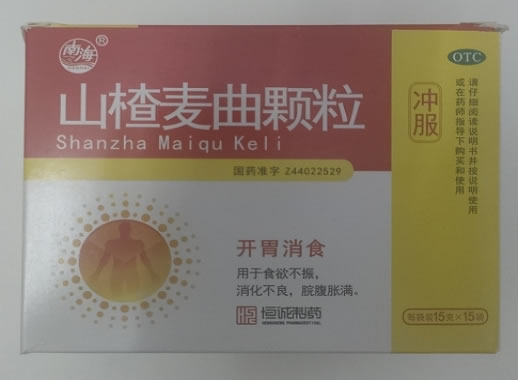 南海®
OTC
山楂麦曲颗粒
Shanzha Maiqu Keli
国药准字 Z44022529
冲服
请仔细阅读说明书并按说明使用
或在药师指导下购买和使用
开胃消食
用于食欲不振,
消化不良,脘腹胀满。
恒诚制药
每袋装15克×15袋